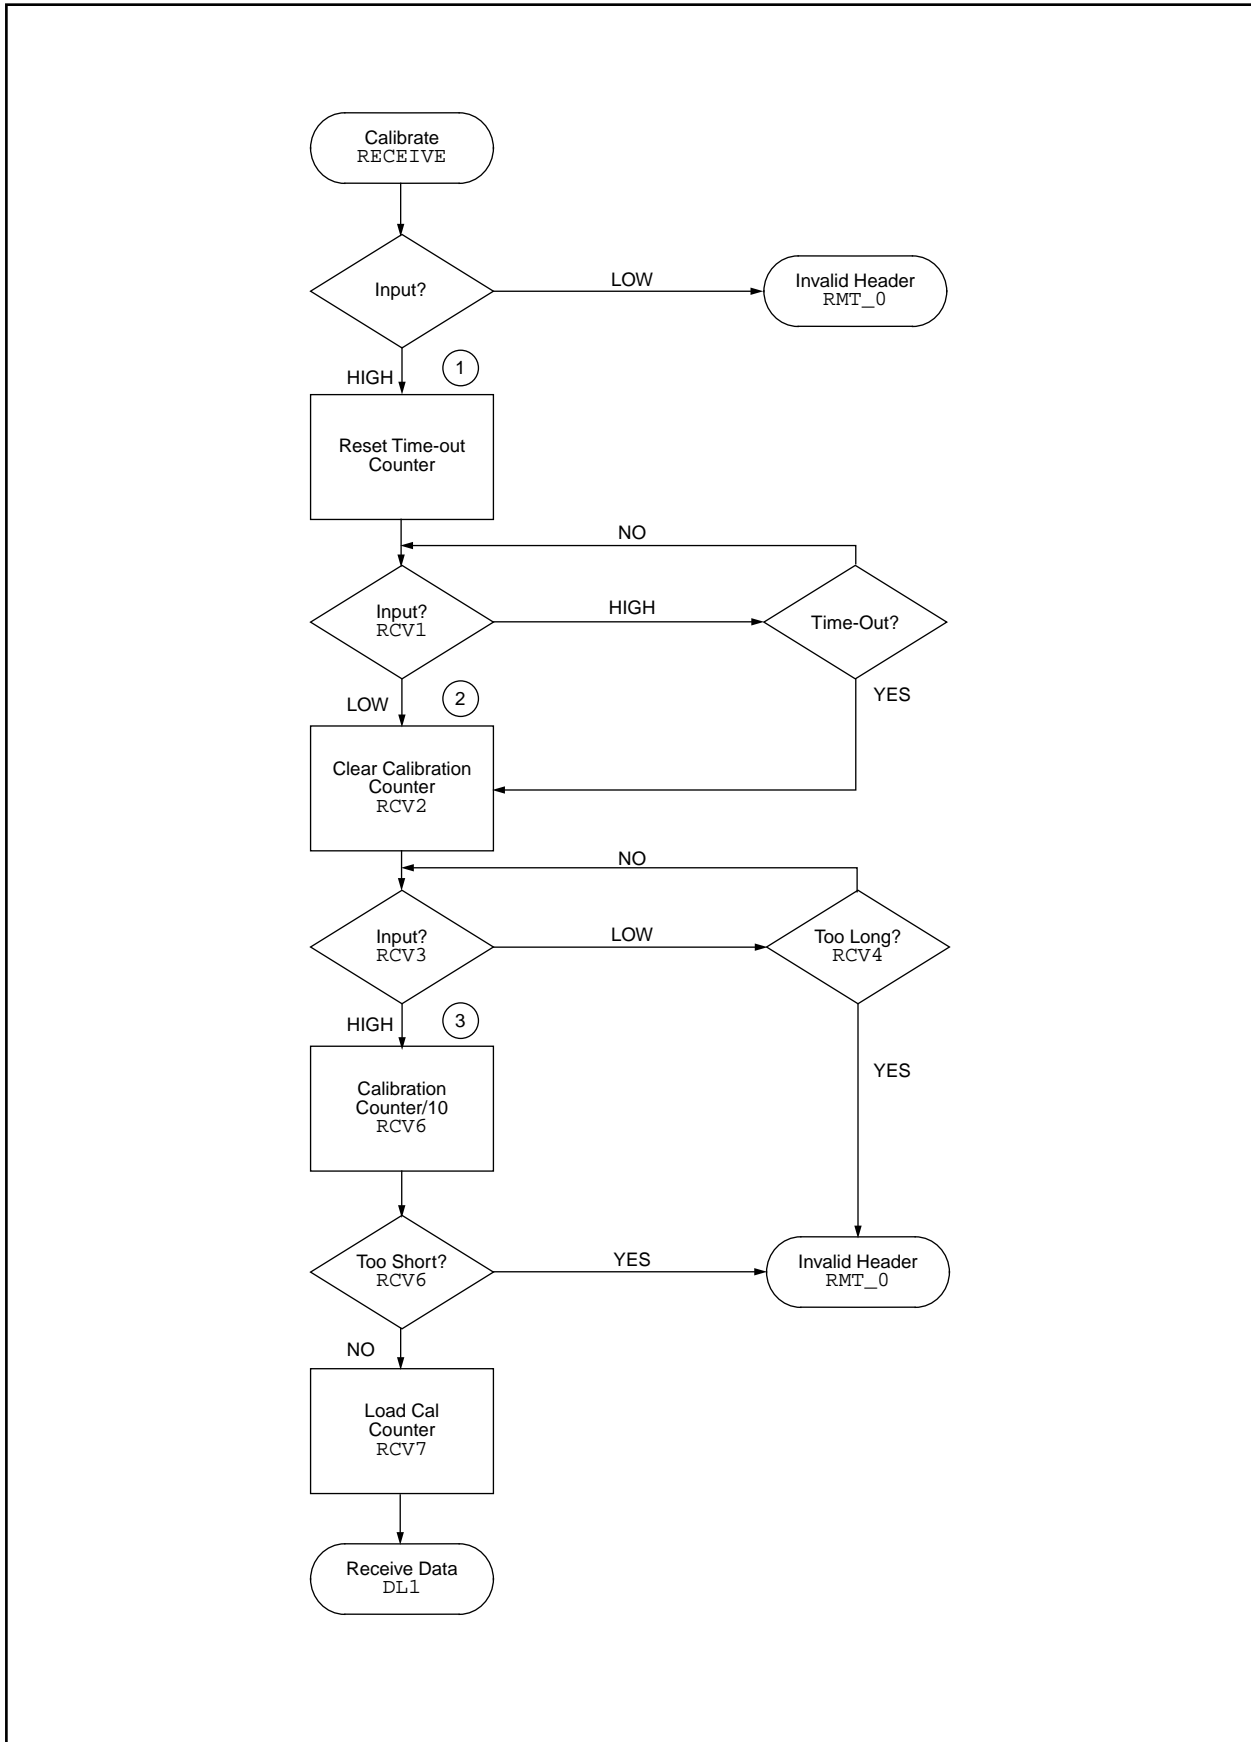 Calibrate
RECEIVE
Input?
LOW
Invalid Header
RMT_0
HIGH
1
Reset Time-out
Counter
NO
Input?
RCV1
HIGH
Time-Out?
LOW
2
YES
Clear Calibration
Counter
RCV2
NO
Input?
RCV3
LOW
Too Long?
RCV4
HIGH
3
YES
Calibration
Counter/10
RCV6
Too Short?
RCV6
YES
Invalid Header
RMT_0
NO
Load Cal
Counter
RCV7
Receive Data
DL1